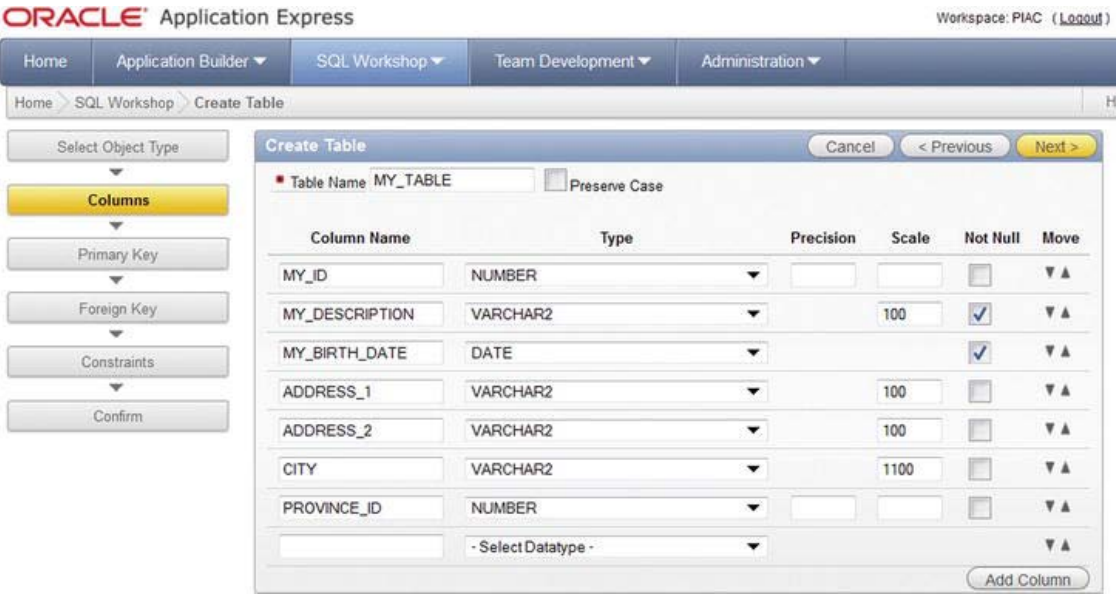 ORACLE Application Express
Workspace: PIAC (Logout)
Home Application Builder SQL Workshop Team Development Administration
Home SQL Workshop Create Table H
Select Object Type
Columns
Primary Key
Foreign Key
Constraints
Confirm
Create Table Cancel < Previous Next >
Table Name MY_TABLE Preserve Case
Column Name Type Precision Scale Not Null Move
MY_ID NUMBER
MY_DESCRIPTION VARCHAR2 100
MY_BIRTH_DATE DATE
ADDRESS_1 VARCHAR2 100
ADDRESS_2 VARCHAR2 100
CITY VARCHAR2 1100
PROVINCE_ID NUMBER
- Select Datatype -
Add Column